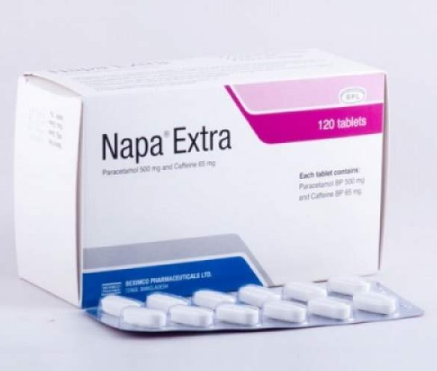 BPL
120 tablets
Napa® Extra
Paracetamol 500 mg and Caffeine 65 mg
Each tablet contains:
Paracetamol BP 500 mg
and Caffeine BP 65 mg.
BEXIMCO PHARMACEUTICALS LTD.